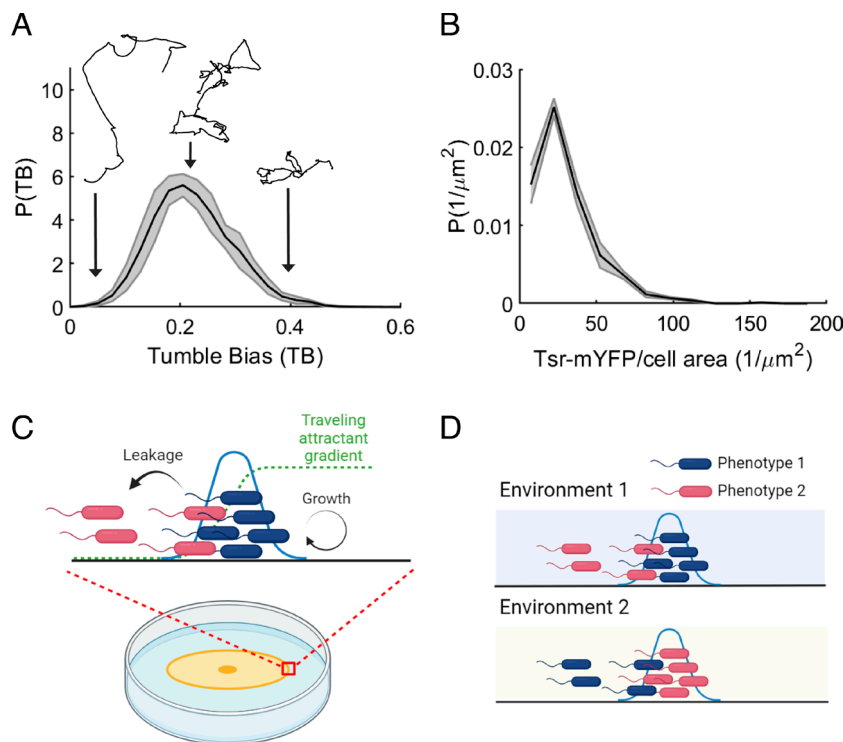 A
10
8
6
4
2
0
P(TB)
0
0.2
0.4
0.6
Tumble Bias (TB)
B
0.03
0.02
0.01
0
P(1/μm²)
0
50
100
150
200
Tsr-mYFP/cell area (1/μm²)
C
Traveling
attractant
gradient
Leakage
Growth
D
Phenotype 1
Phenotype 2
Environment 1
Environment 2